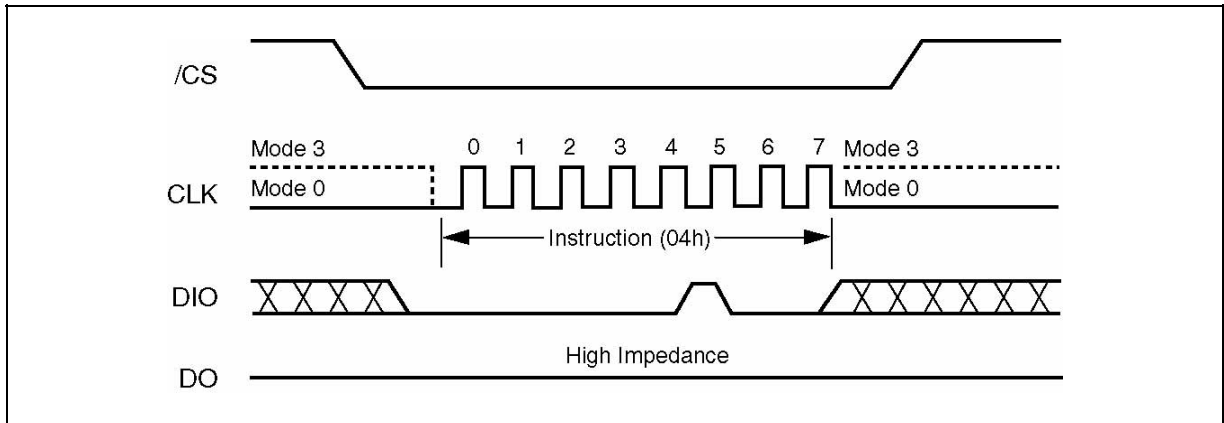 /CS
Mode 3 0 1 2 3 4 5 6 7 Mode 3
CLK Mode 0 Mode 0
Instruction (04h)
DIO
High Impedance
DO